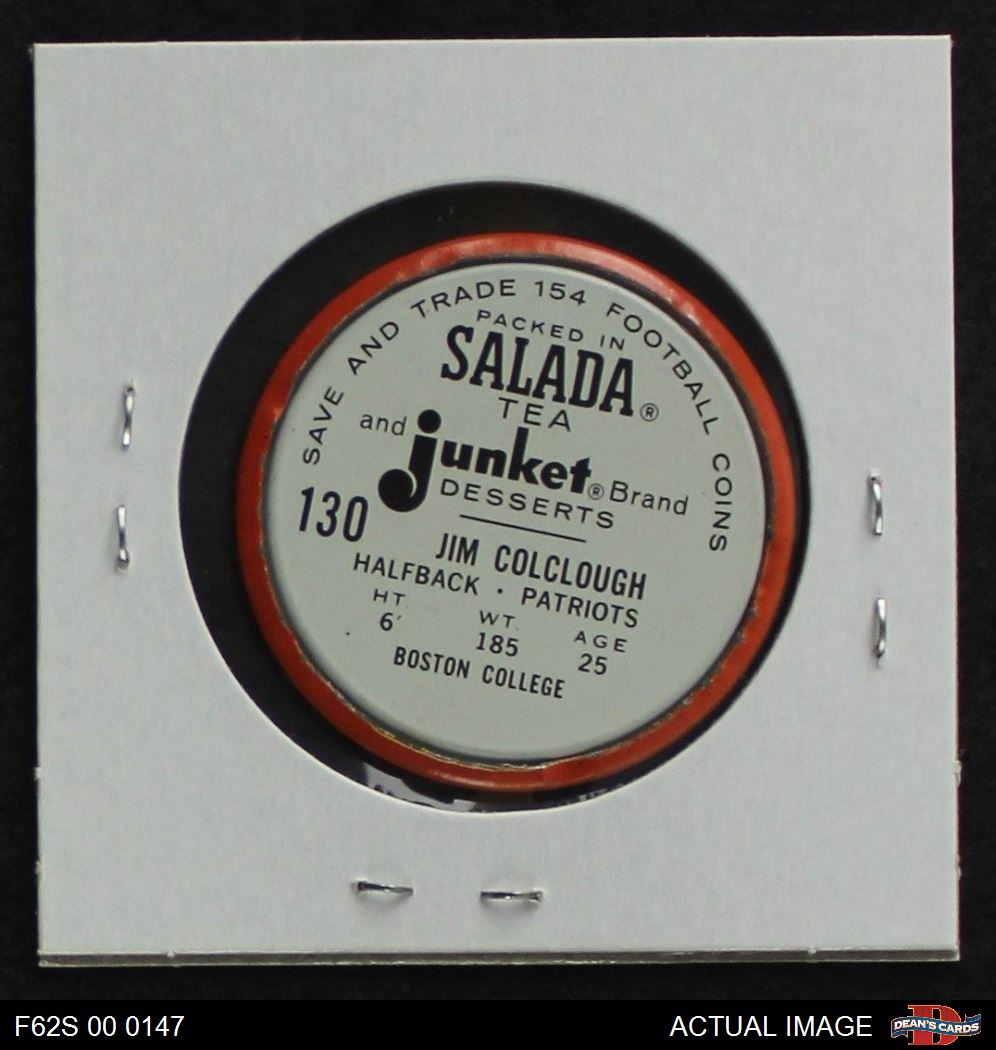 SAVE AND TRADE 154 FOOTBALL COINS
PACKED IN
SALADA®
TEA
and junket® Brand
DESSERTS
130
JIM COLCLOUGH
HALFBACK · PATRIOTS
HT. WT. AGE
6' 185 25
BOSTON COLLEGE
F62S 00 0147
ACTUAL IMAGE
DEAN'S CARDS